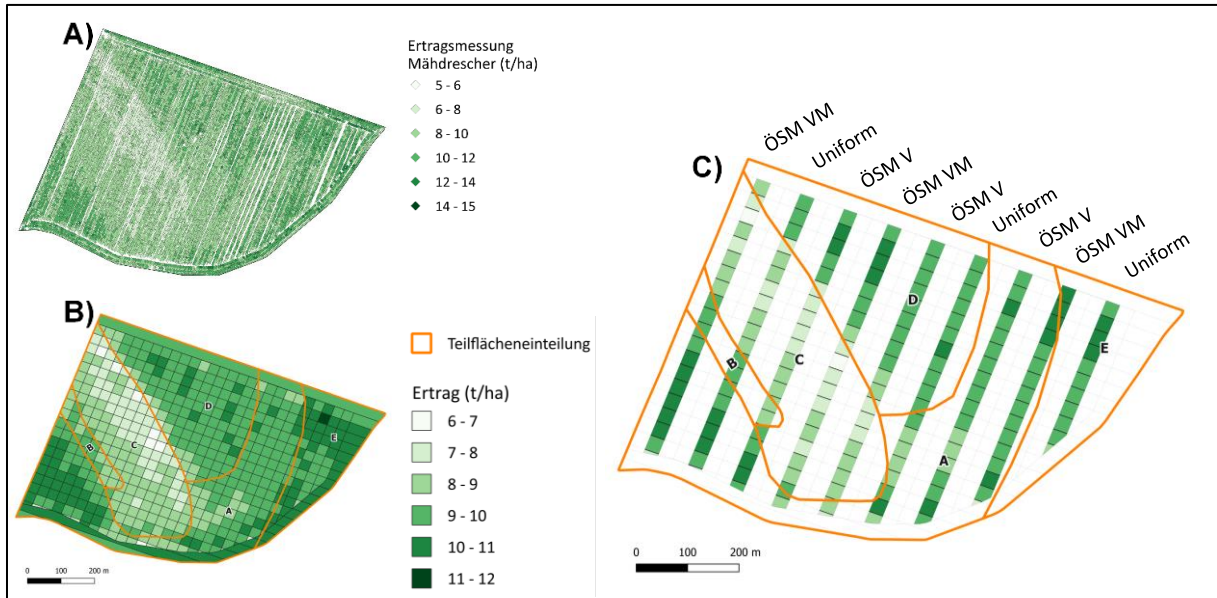 A)
Ertragsmessung
Mähdrescher (t/ha)
5 - 6
6 - 8
8 - 10
10 - 12
12 - 14
14 - 15
B)
D
E
B
C
A
0 100 200 m
Teilflächeneinteilung
Ertrag (t/ha)
6 - 7
7 - 8
8 - 9
9 - 10
10 - 11
11 - 12
C)
ÖSM VM
Uniform
ÖSM V
ÖSM VM
ÖSM V
Uniform
ÖSM V
ÖSM VM
Uniform
D
E
B
C
A
0 100 200 m